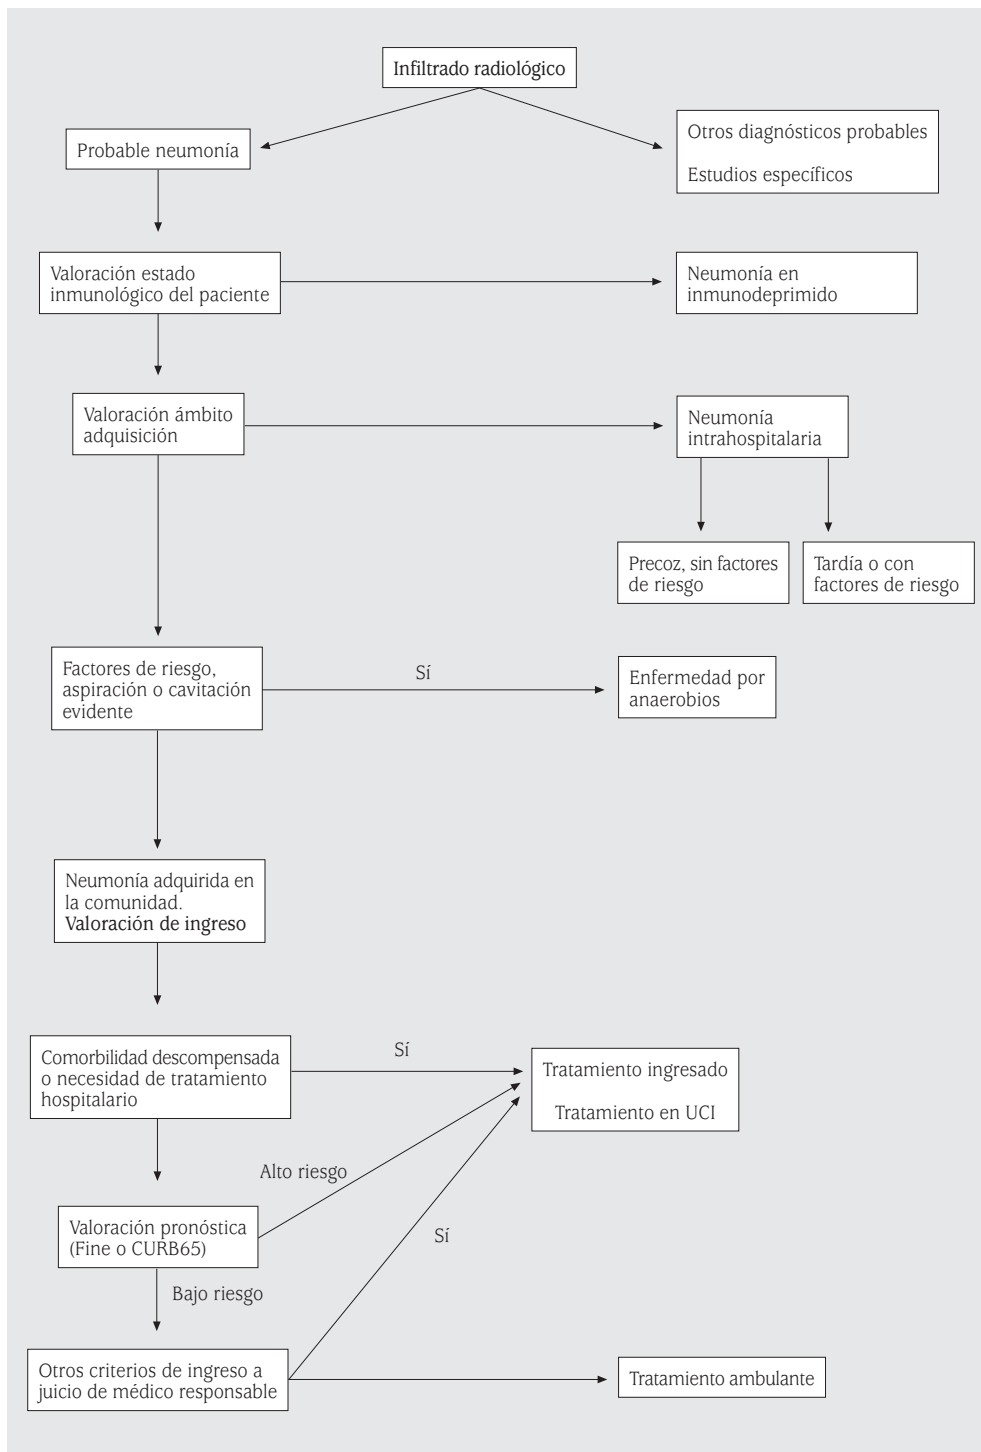 Infiltrado radiológico
Probable neumonía
Otros diagnósticos probables
Estudios específicos
Valoración estado
inmunológico del paciente
Neumonía en
inmunodeprimido
Valoración ámbito
adquisición
Neumonía
intrahospitalaria
Precoz, sin factores
de riesgo
Tardía o con
factores de riesgo
Factores de riesgo,
aspiración o cavitación
evidente
Sí
Enfermedad por
anaerobios
Neumonía adquirida en
la comunidad.
Valoración de ingreso
Comorbilidad descompensada
o necesidad de tratamiento
hospitalario
Sí
Tratamiento ingresado
Tratamiento en UCI
Alto riesgo
Valoración pronóstica
(Fine o CURB65)
Sí
Bajo riesgo
Otros criterios de ingreso a
juicio de médico responsable
Tratamiento ambulante